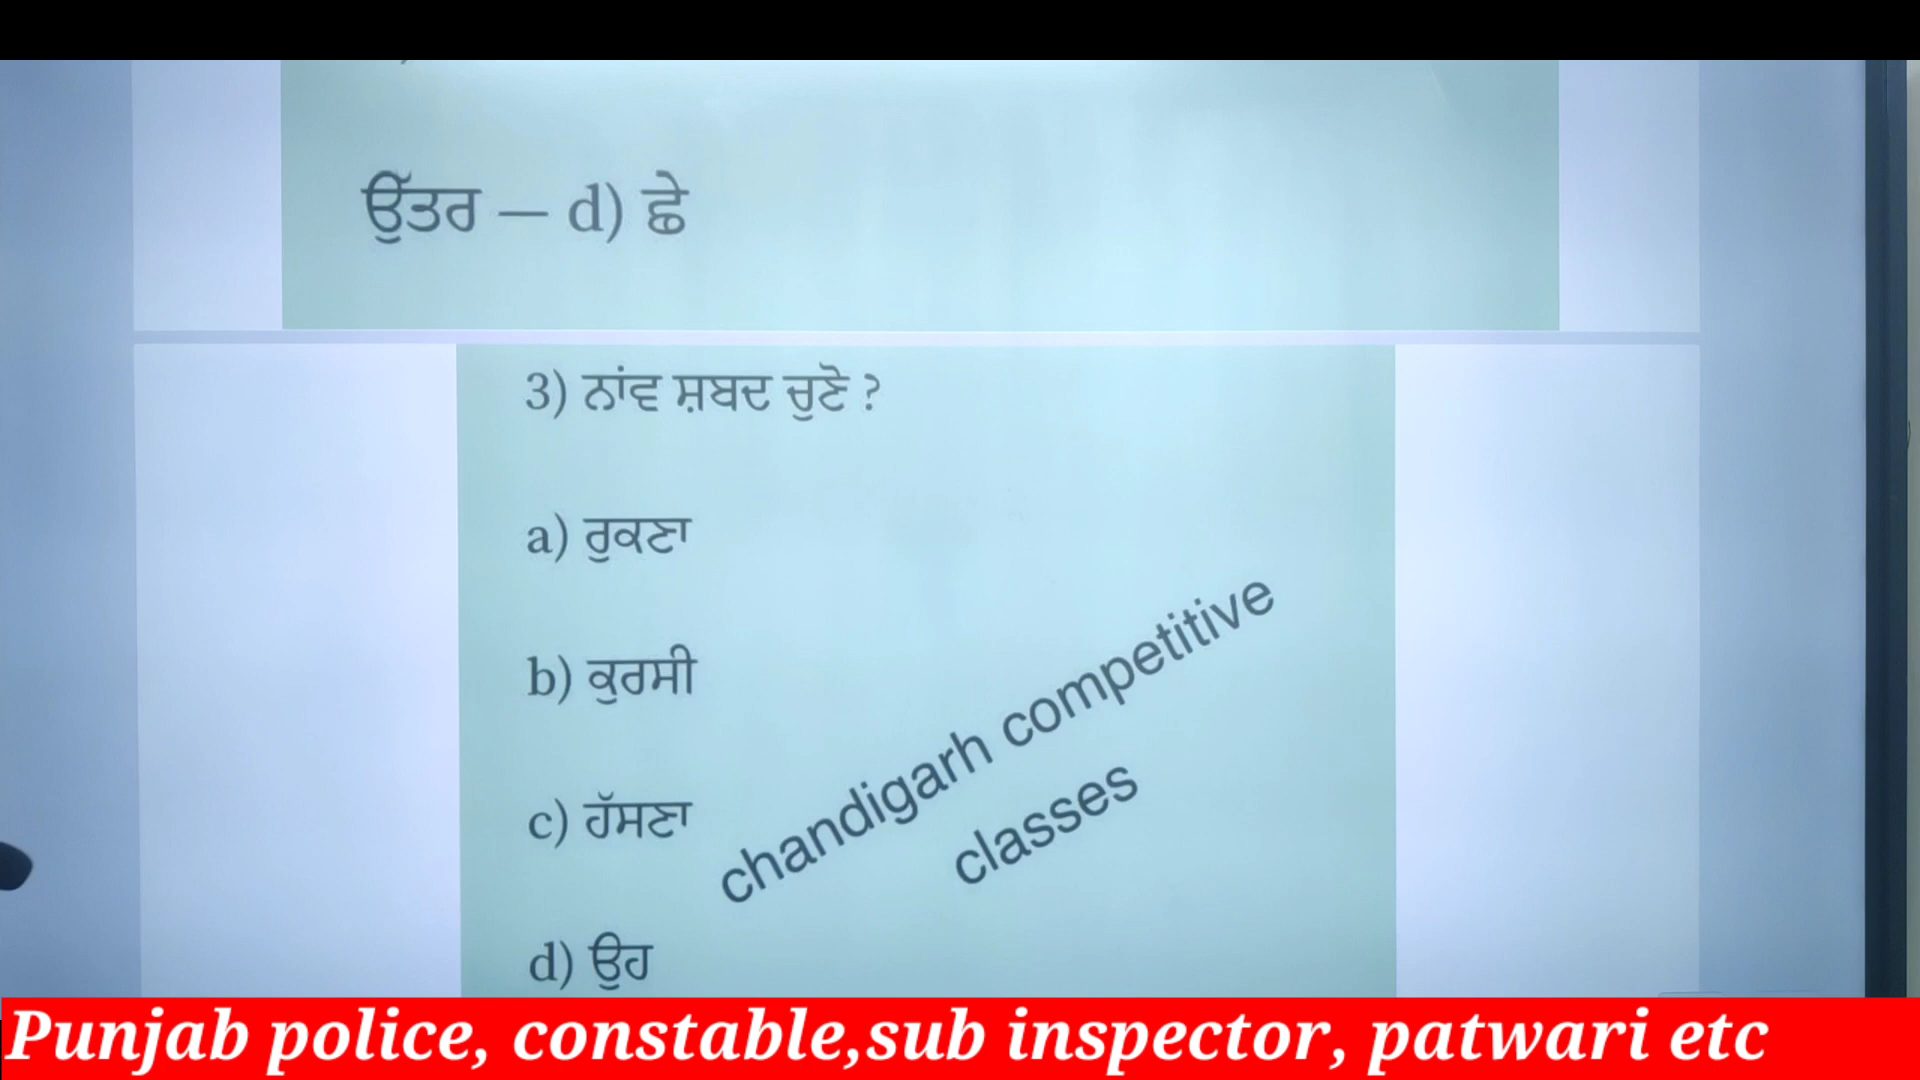 ਉੱਤਰ – d) ਛੇ
3) ਨਾਂਵ ਸ਼ਬਦ ਚੁਣੋ ?
a) ਰੁਕਣਾ
b) ਕੁਰਸੀ
c) ਹੱਸਣਾ
d) ਉਹ
chandigarh competitive
classes
Punjab police, constable,sub inspector, patwari etc